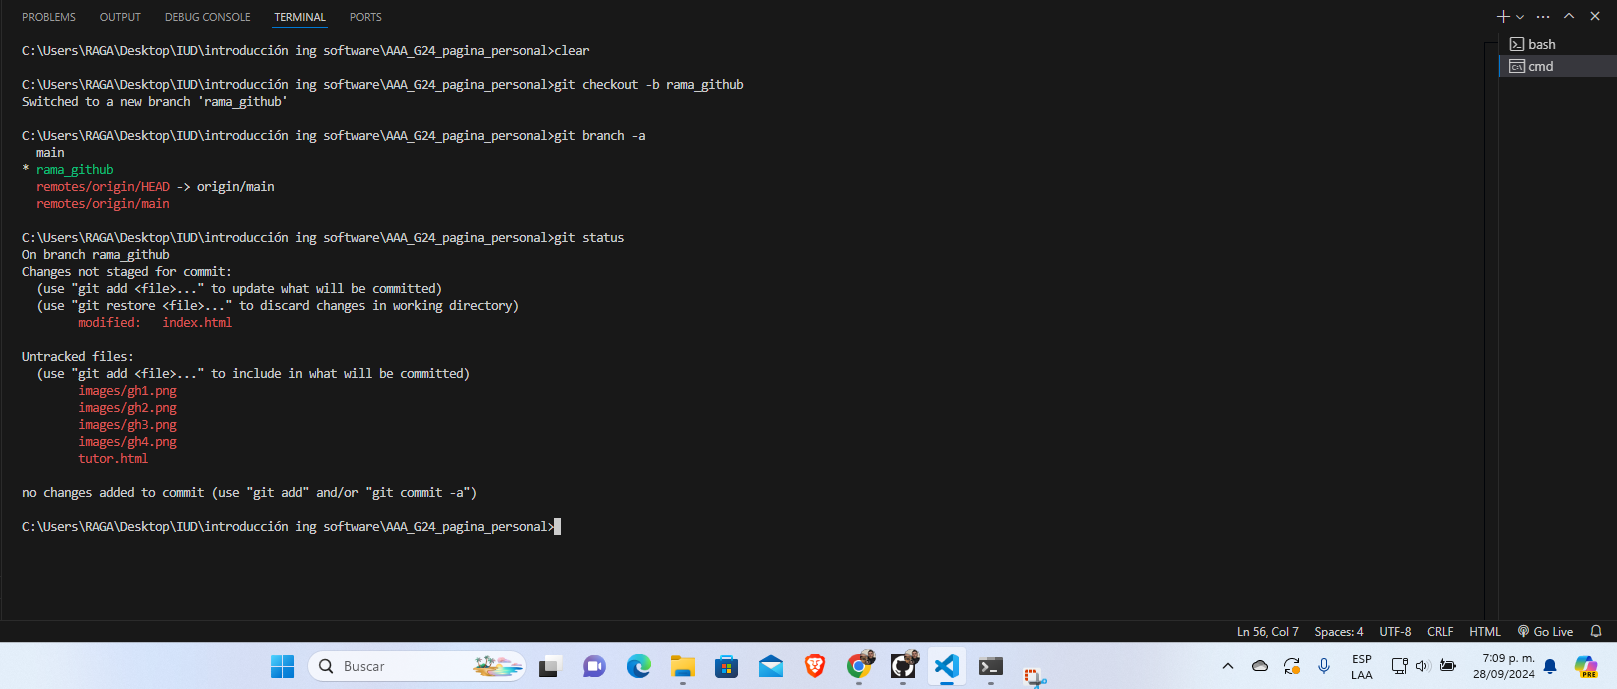 PROBLEMS OUTPUT DEBUG CONSOLE TERMINAL PORTS
C:\Users\RAGA\Desktop\IUD\introducción ing software\AAA_G24_pagina_personal>clear
C:\Users\RAGA\Desktop\IUD\introducción ing software\AAA_G24_pagina_personal>git checkout -b rama_github
Switched to a new branch 'rama_github'
C:\Users\RAGA\Desktop\IUD\introducción ing software\AAA_G24_pagina_personal>git branch -a
main
* rama_github
remotes/origin/HEAD -> origin/main
remotes/origin/main
C:\Users\RAGA\Desktop\IUD\introducción ing software\AAA_G24_pagina_personal>git status
On branch rama_github
Changes not staged for commit:
(use "git add <file>..." to update what will be committed)
(use "git restore <file>..." to discard changes in working directory)
modified: index.html
Untracked files:
(use "git add <file>..." to include in what will be committed)
images/gh1.png
images/gh2.png
images/gh3.png
images/gh4.png
tutor.html
no changes added to commit (use "git add" and/or "git commit -a")
C:\Users\RAGA\Desktop\IUD\introducción ing software\AAA_G24_pagina_personal>
bash
cmd
Ln 56, Col 7 Spaces: 4 UTF-8 CRLF HTML Go Live
Buscar
ESP
LAA
7:09 p. m.
28/09/2024
PRE